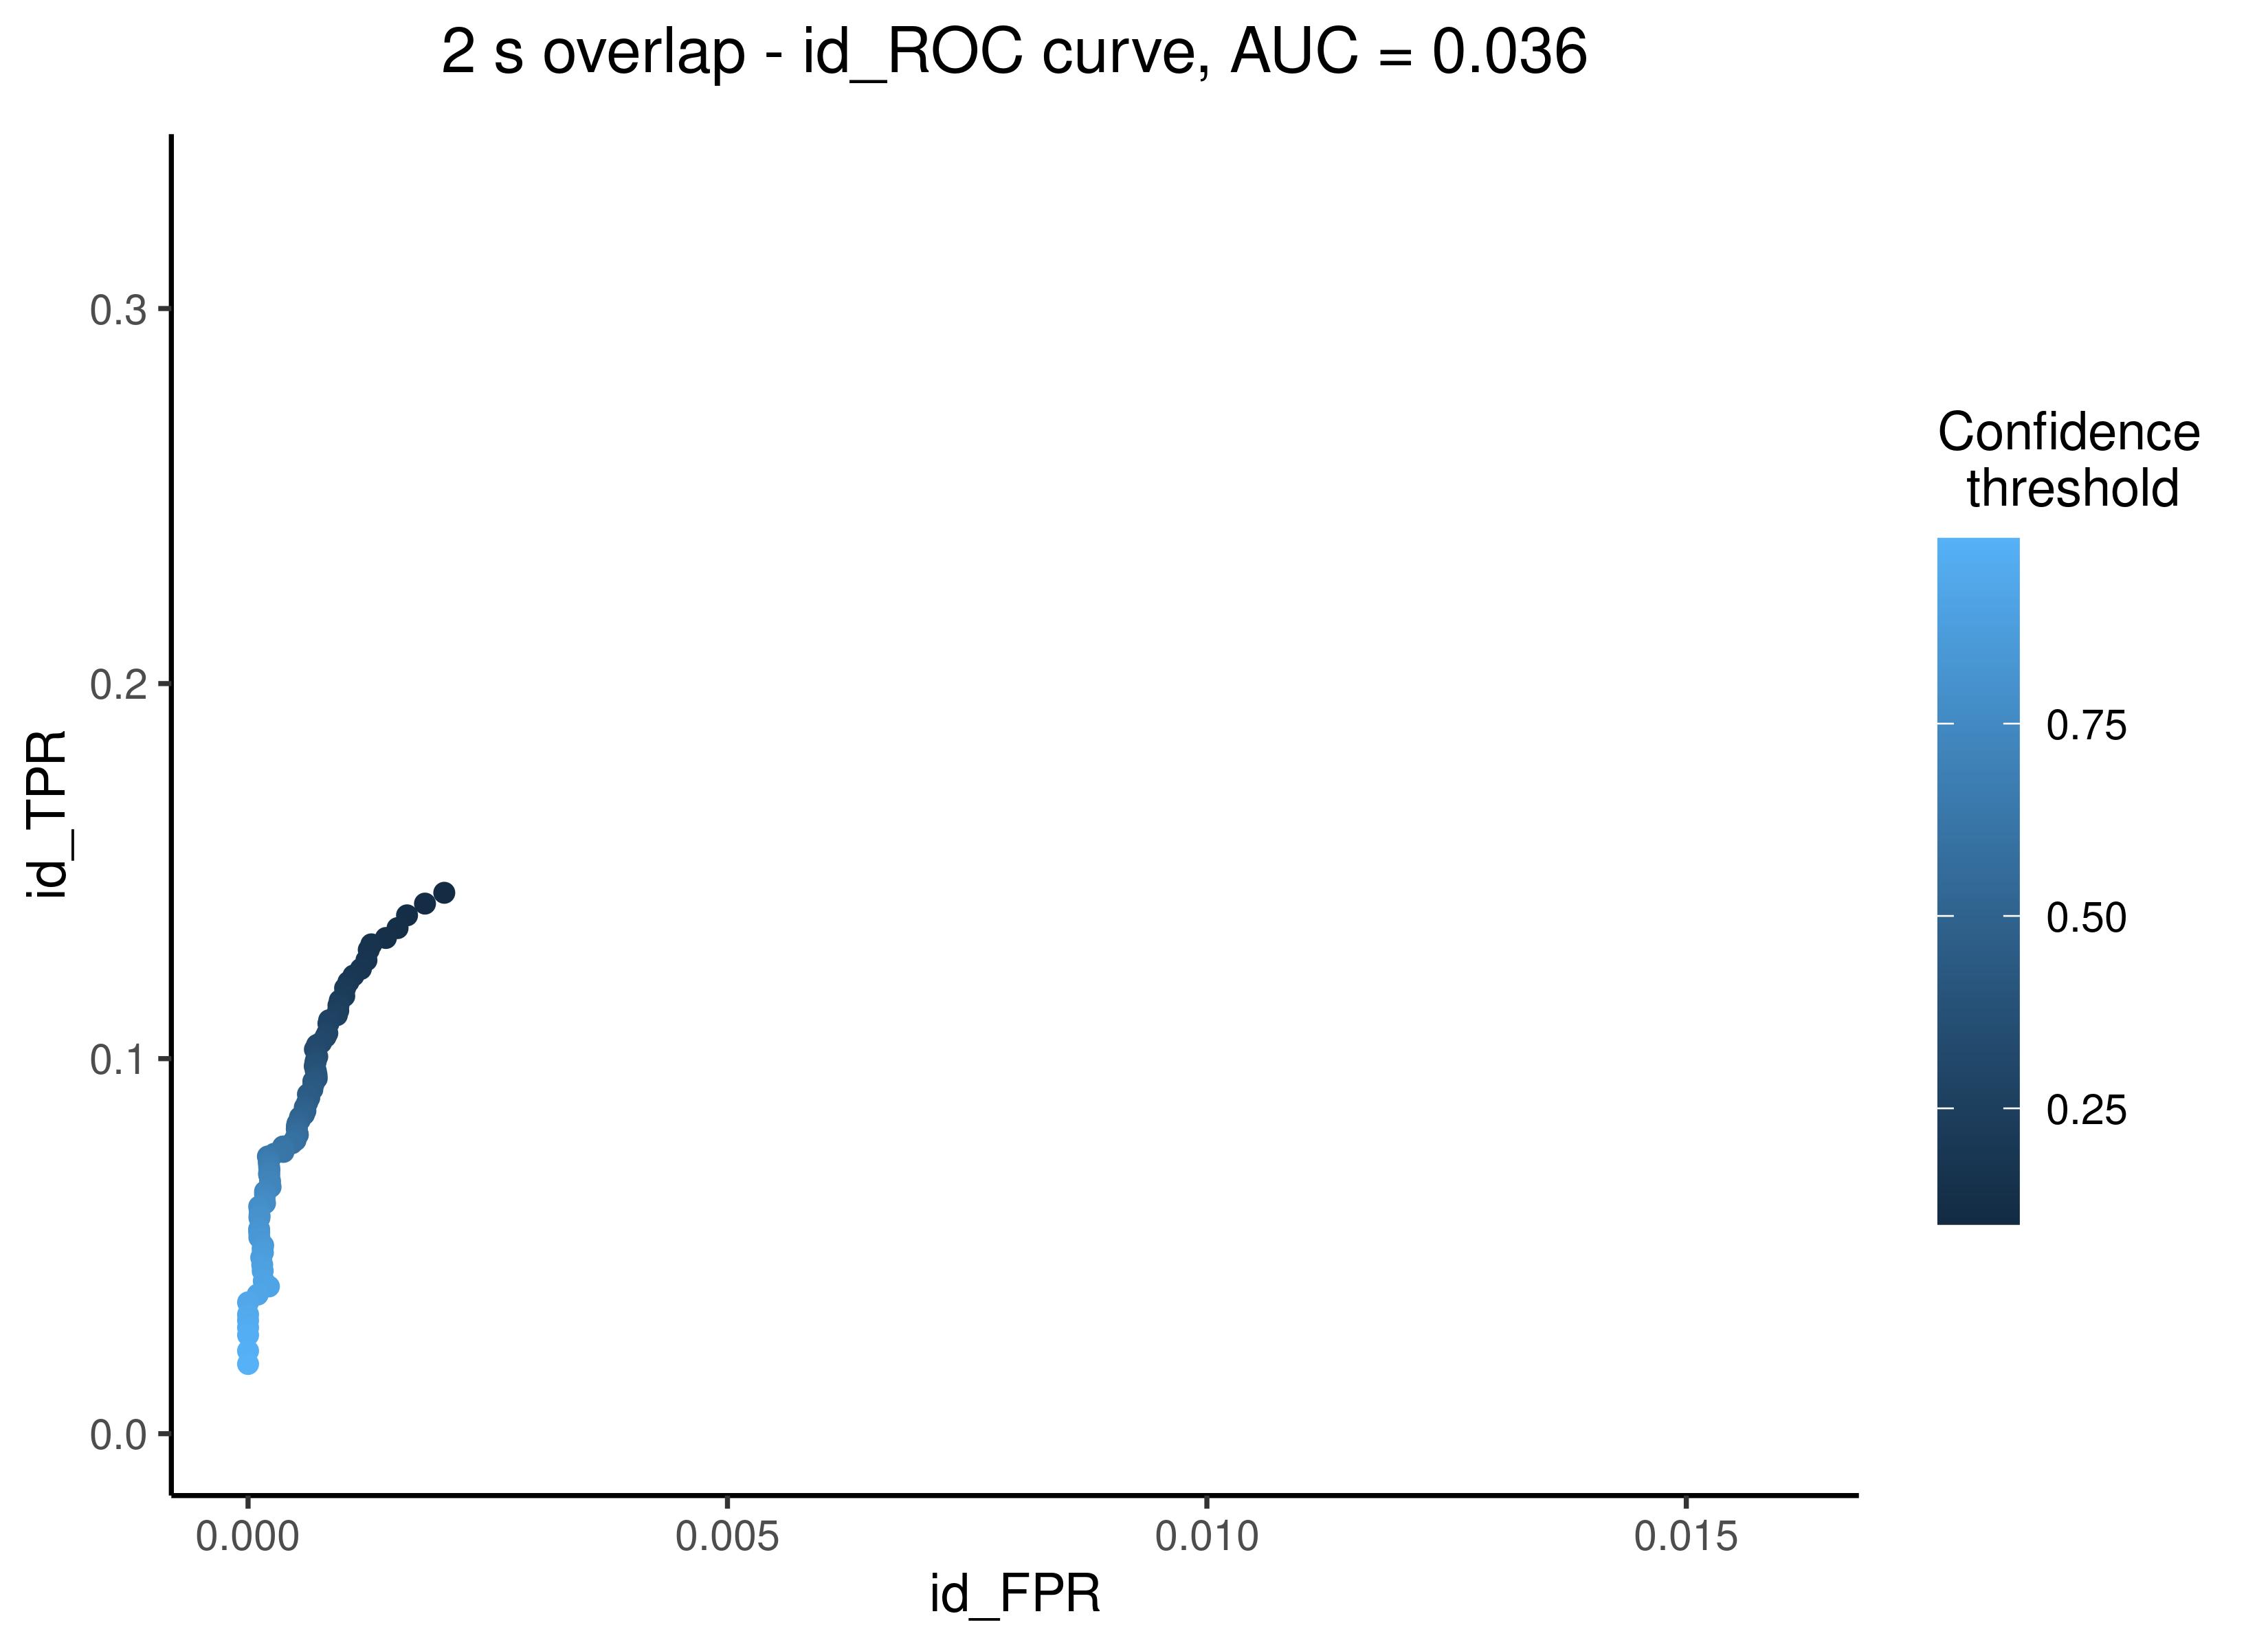 2 s overlap - id_ROC curve, AUC = 0.036
id_TPR
0.3
0.2
0.1
0.0
0.000
0.005
0.010
0.015
id_FPR
Confidence
threshold
0.75
0.50
0.25